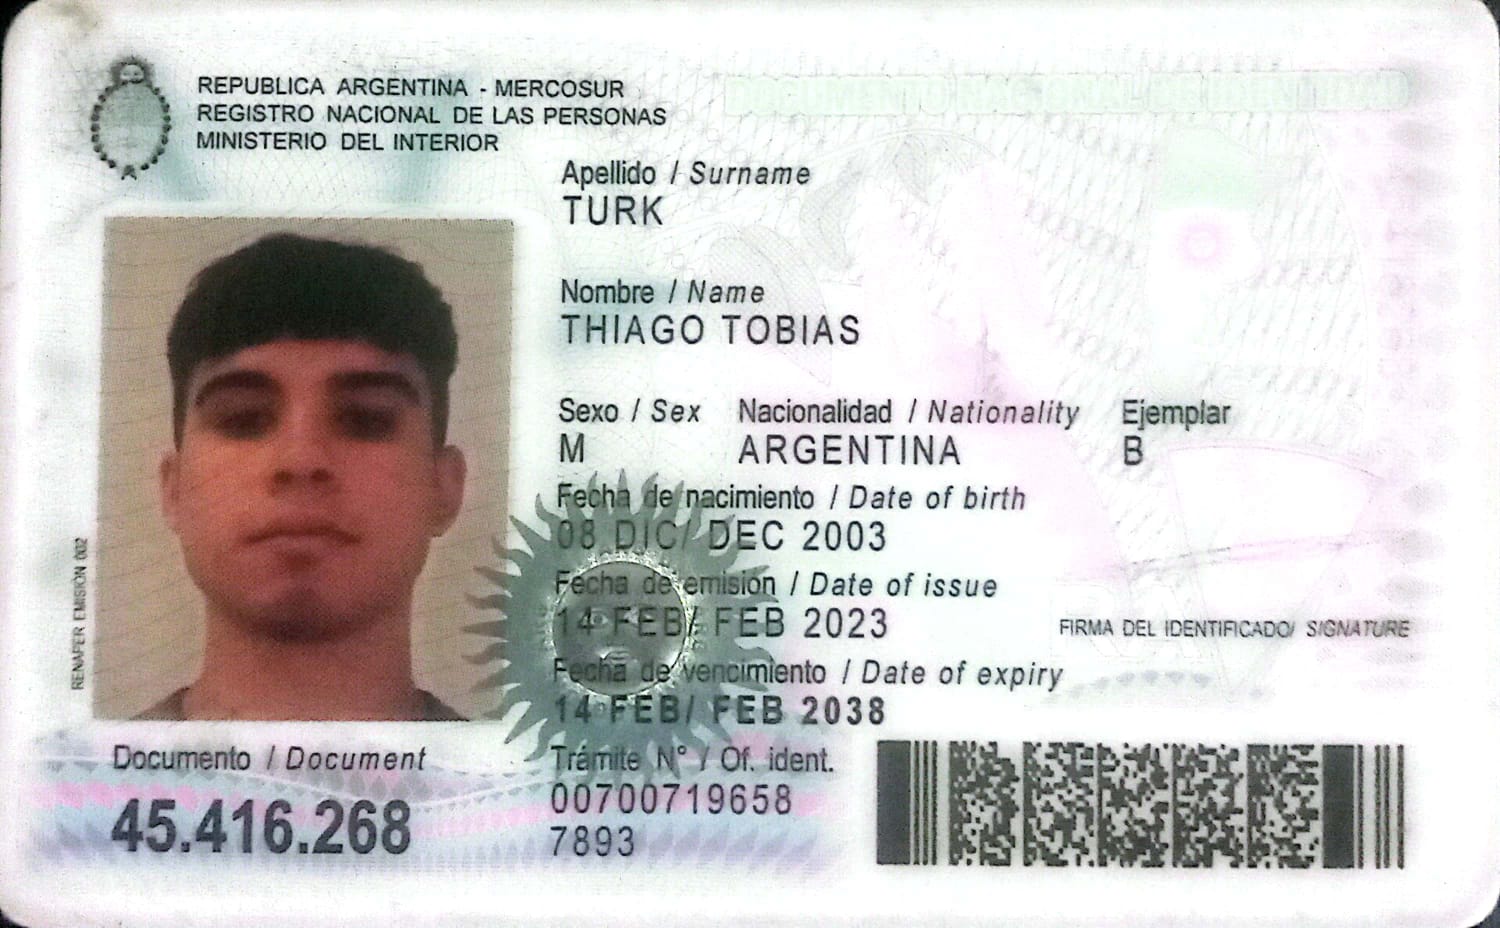 REPUBLICA ARGENTINA - MERCOSUR
REGISTRO NACIONAL DE LAS PERSONAS
MINISTERIO DEL INTERIOR
DOCUMENTO NACIONAL DE IDENTIDAD
Apellido / Surname
TURK
Nombre / Name
THIAGO TOBIAS
Sexo / Sex Nacionalidad / Nationality Ejemplar
M ARGENTINA B
Fecha de nacimiento / Date of birth
08 DIC/ DEC 2003
Fecha de emisión / Date of issue
14 FEB/ FEB 2023
FIRMA DEL IDENTIFICADO/ SIGNATURE
Fecha de vencimiento / Date of expiry
14 FEB/ FEB 2038
RENAPER EMISIÓN 002
Documento / Document
45.416.268
Trámite N° / Of. ident.
00700719658
7893